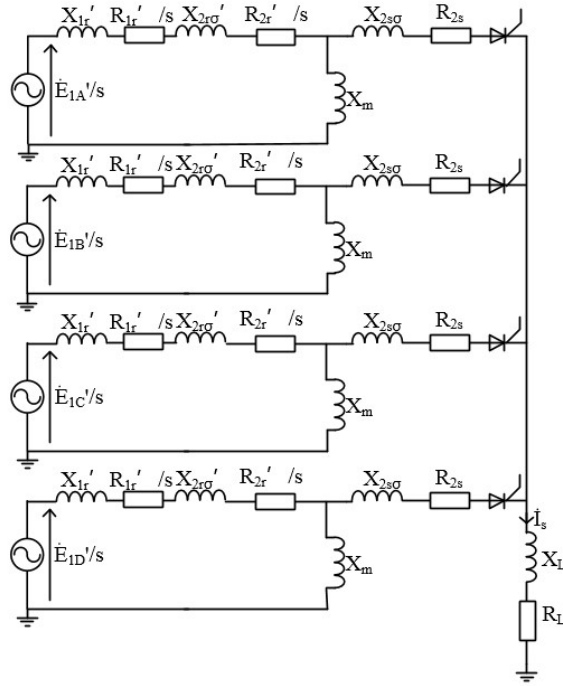 X1r′ R1r′ /s X2rσ′ R2r′ /s X2sσ R2s
Ė1A'/s
Xm
X1r′ R1r′ /s X2rσ′ R2r′ /s X2sσ R2s
Ė1B'/s
Xm
X1r′ R1r′ /s X2rσ′ R2r′ /s X2sσ R2s
Ė1C'/s
Xm
X1r′ R1r′ /s X2rσ′ R2r′ /s X2sσ R2s
İs
Ė1D'/s
Xm
XL
RL